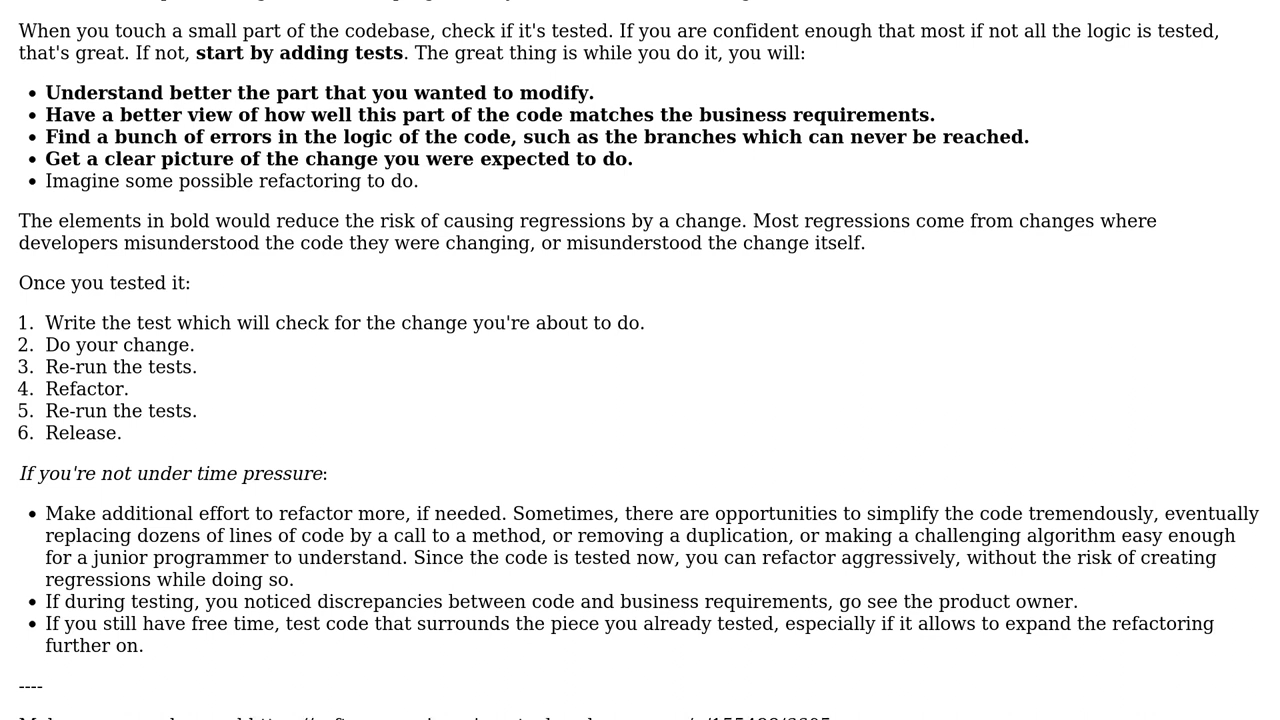 When you touch a small part of the codebase, check if it's tested. If you are confident enough that most if not all the logic is tested,
that's great. If not, start by adding tests. The great thing is while you do it, you will:
• Understand better the part that you wanted to modify.
• Have a better view of how well this part of the code matches the business requirements.
• Find a bunch of errors in the logic of the code, such as the branches which can never be reached.
• Get a clear picture of the change you were expected to do.
• Imagine some possible refactoring to do.
The elements in bold would reduce the risk of causing regressions by a change. Most regressions come from changes where
developers misunderstood the code they were changing, or misunderstood the change itself.
Once you tested it:
1. Write the test which will check for the change you're about to do.
2. Do your change.
3. Re-run the tests.
4. Refactor.
5. Re-run the tests.
6. Release.
If you're not under time pressure:
• Make additional effort to refactor more, if needed. Sometimes, there are opportunities to simplify the code tremendously, eventually
replacing dozens of lines of code by a call to a method, or removing a duplication, or making a challenging algorithm easy enough
for a junior programmer to understand. Since the code is tested now, you can refactor aggressively, without the risk of creating
regressions while doing so.
• If during testing, you noticed discrepancies between code and business requirements, go see the product owner.
• If you still have free time, test code that surrounds the piece you already tested, especially if it allows to expand the refactoring
further on.
----